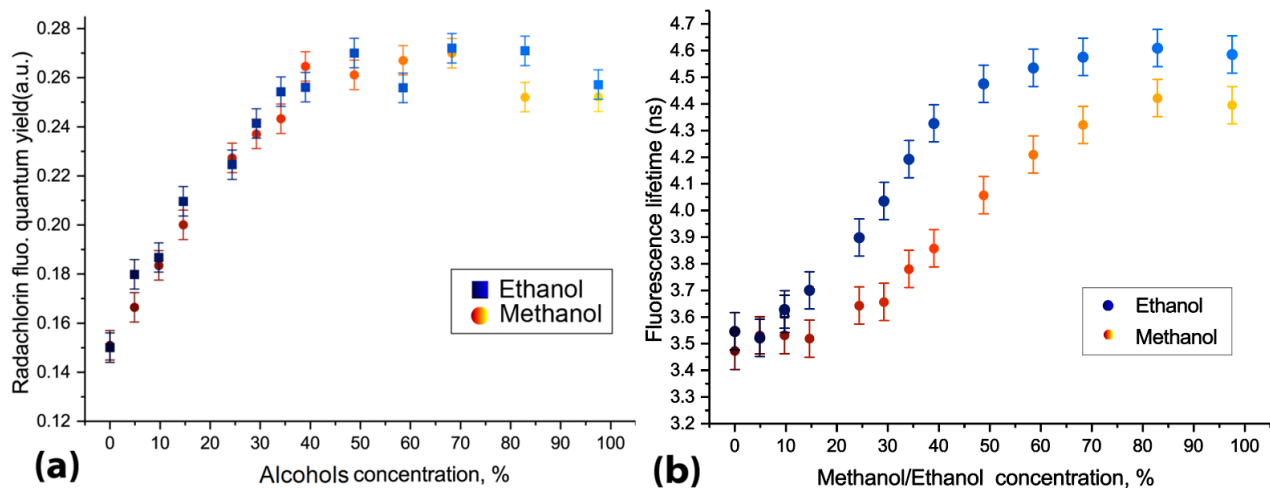 Radachlorin fluo. quantum yield(a.u.)
0.28
0.26
0.24
0.22
0.20
0.18
0.16
0.14
0.12
0 10 20 30 40 50 60 70 80 90 100
Alcohols concentration, %
Ethanol
Methanol
(a)
Fluorescence lifetime (ns)
4.7
4.6
4.5
4.4
4.3
4.2
4.1
4.0
3.9
3.8
3.7
3.6
3.5
3.4
3.3
3.2
0 10 20 30 40 50 60 70 80 90 100
Methanol/Ethanol concentration, %
Ethanol
Methanol
(b)